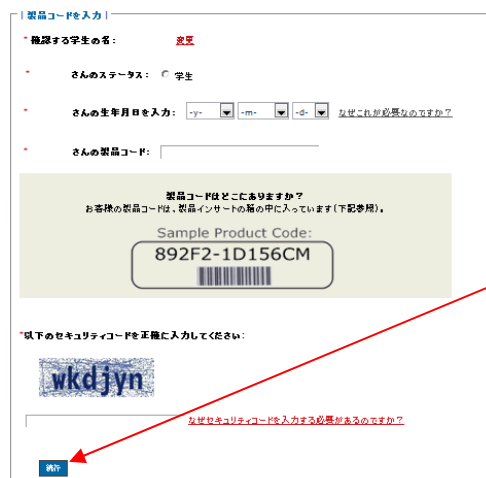 | 製品コードを入力 |
*確認する学生の名： 変更
* さんのステータス： 学生
* さんの生年月日を入力： -y- -m- -d- なぜこれが必要なのですか？
* さんの製品コード：
製品コードはどこにありますか？
お客様の製品コードは、製品インサートの箱の中に入っています(下記参照)。
Sample Product Code:
892F2-1D156CM
*以下のセキュリティコードを正確に入力してください：
wkdjyn
なぜセキュリティコードを入力する必要があるのですか？
続行